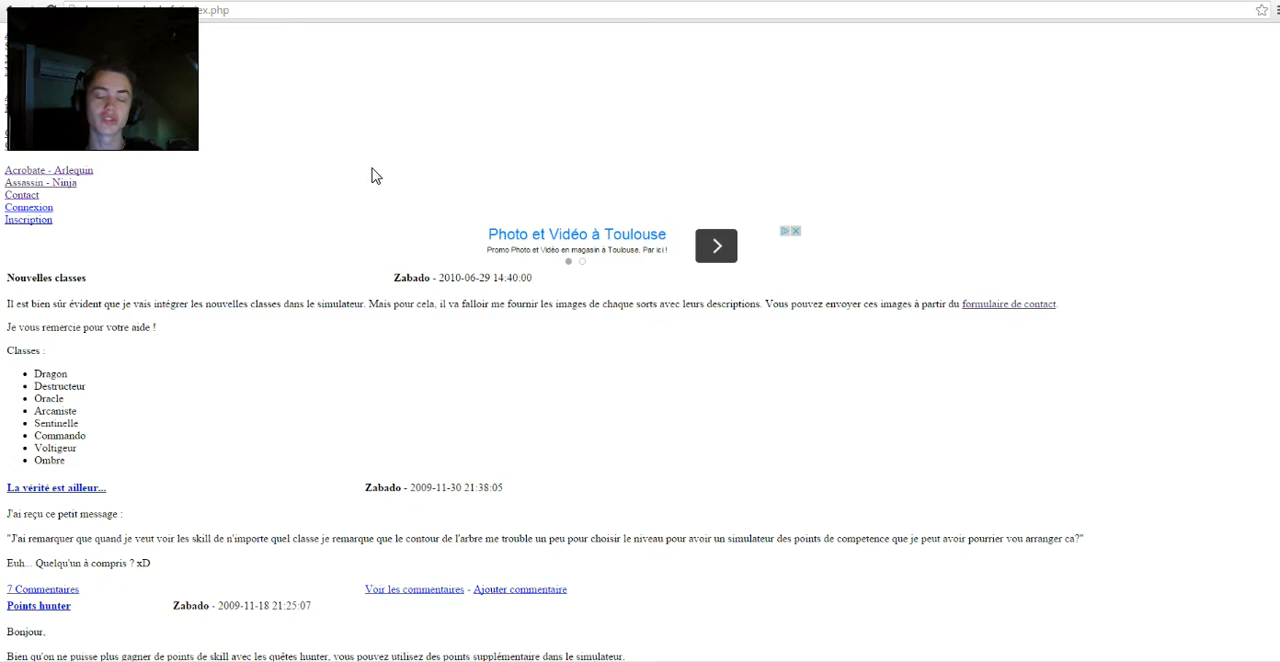 index.php
Acrobate - Arlequin
Assassin - Ninja
Contact
Connexion
Inscription
Photo et Vidéo à Toulouse
Promo Photo et Vidéo en magasin à Toulouse. Par ici !
Nouvelles classes Zabado - 2010-06-29 14:40:00
Il est bien sûr évident que je vais intégrer les nouvelles classes dans le simulateur. Mais pour cela, il va falloir me fournir les images de chaque sorts avec leurs descriptions. Vous pouvez envoyer ces images à partir du formulaire de contact.
Je vous remercie pour votre aide !
Classes :
Dragon
Destructeur
Oracle
Arcaniste
Sentinelle
Commando
Voltigeur
Ombre
La vérité est ailleur... Zabado - 2009-11-30 21:38:05
J'ai reçu ce petit message :
"J'ai remarquer que quand je veut voir les skill de n'importe quel classe je remarque que le contour de l'arbre me trouble un peu pour choisir le niveau pour avoir un simulateur des points de competence que je peut avoir pourrier vou arranger ca?"
Euh... Quelqu'un à compris ? xD
7 Commentaires Voir les commentaires - Ajouter commentaire
Points hunter Zabado - 2009-11-18 21:25:07
Bonjour,
Bien qu'on ne puisse plus gagner de points de skill avec les quêtes hunter, vous pouvez utilisez des points supplémentaire dans le simulateur.